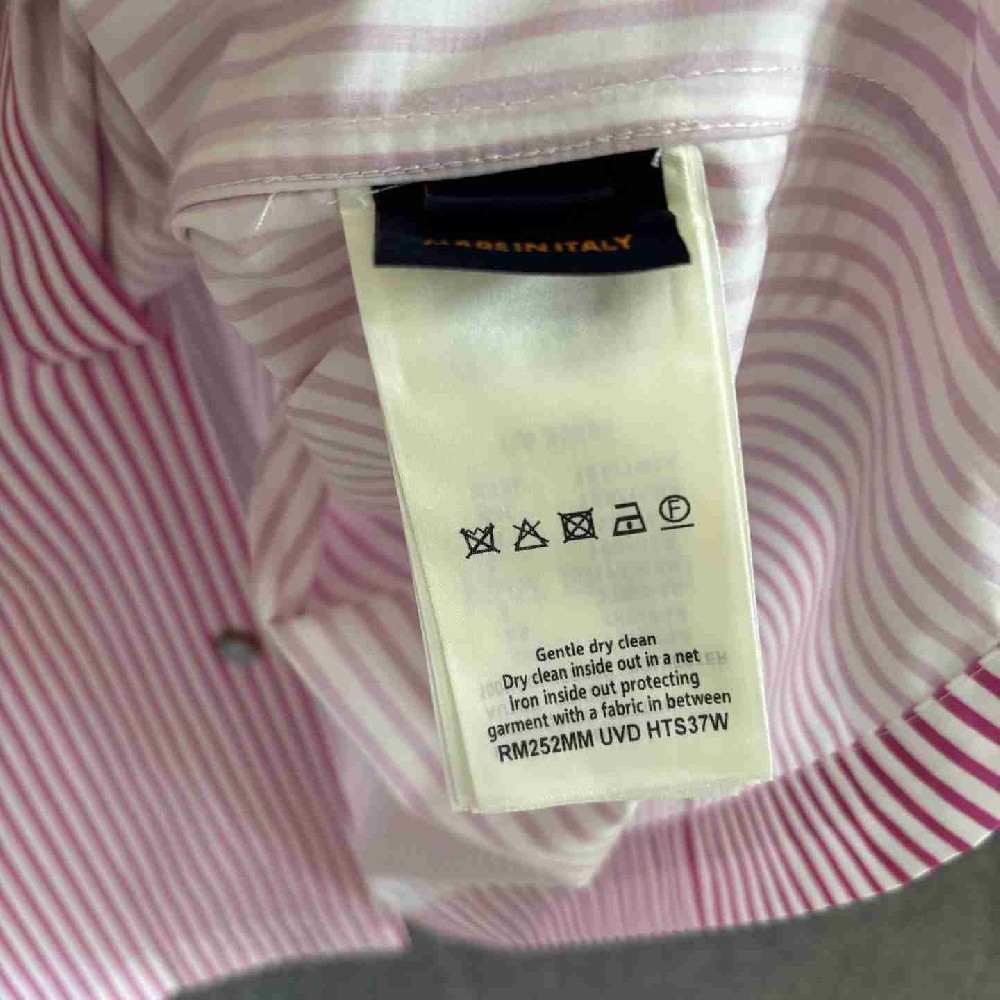 MADE IN ITALY
F
Gentle dry clean
Dry clean inside out in a net
Iron inside out protecting
garment with a fabric in between
RM252MM UVD HTS37W